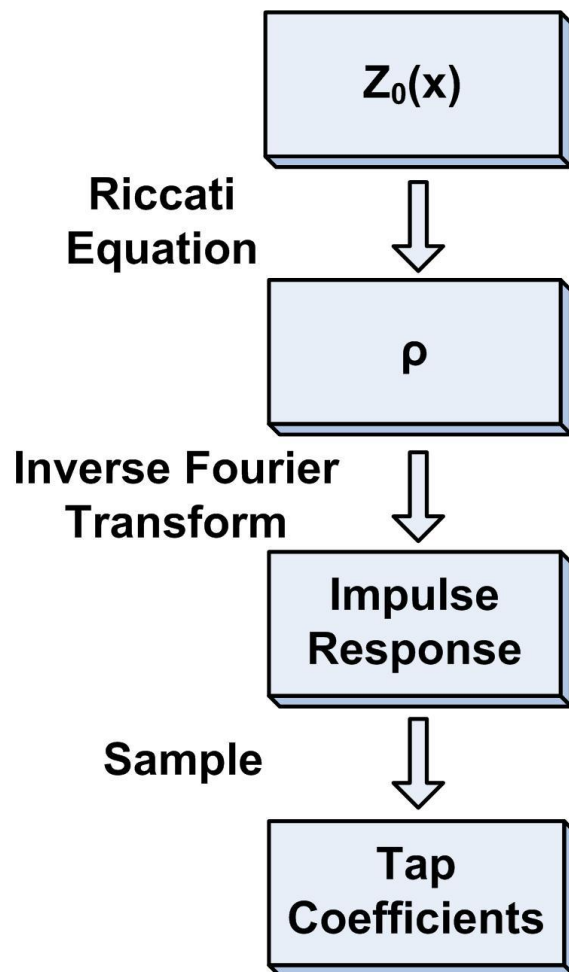 Z₀(x)
Riccati
Equation
ρ
Inverse Fourier
Transform
Impulse
Response
Sample
Tap
Coefficients